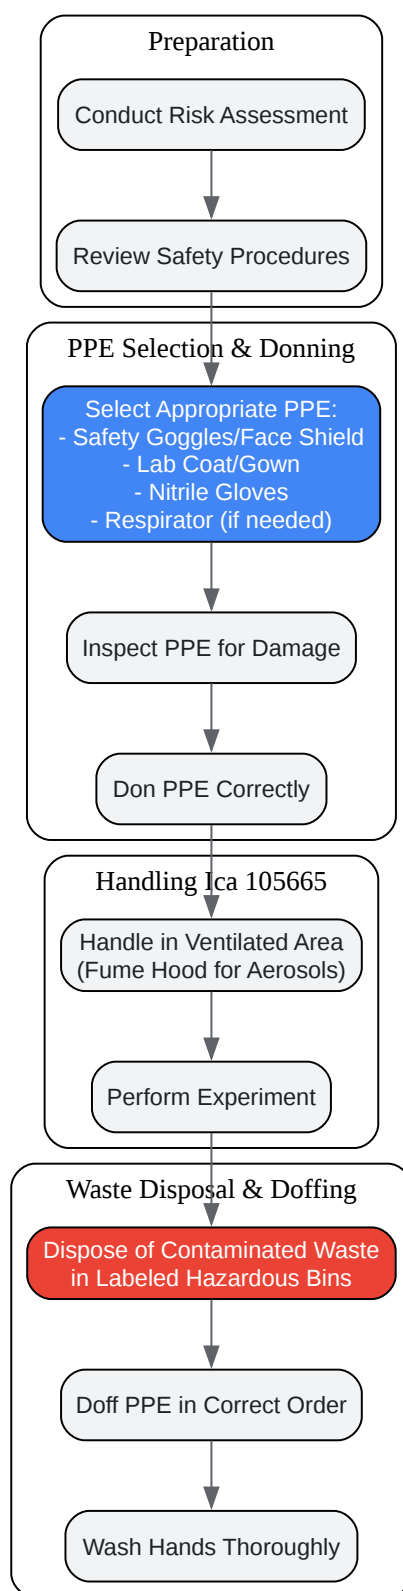 Preparation
Conduct Risk Assessment
Review Safety Procedures
PPE Selection & Donning
Select Appropriate PPE:
- Safety Goggles/Face Shield
- Lab Coat/Gown
- Nitrile Gloves
- Respirator (if needed)
Inspect PPE for Damage
Don PPE Correctly
Handling Ica 105665
Handle in Ventilated Area
(Fume Hood for Aerosols)
Perform Experiment
Waste Disposal & Doffing
Dispose of Contaminated Waste
in Labeled Hazardous Bins
Doff PPE in Correct Order
Wash Hands Thoroughly